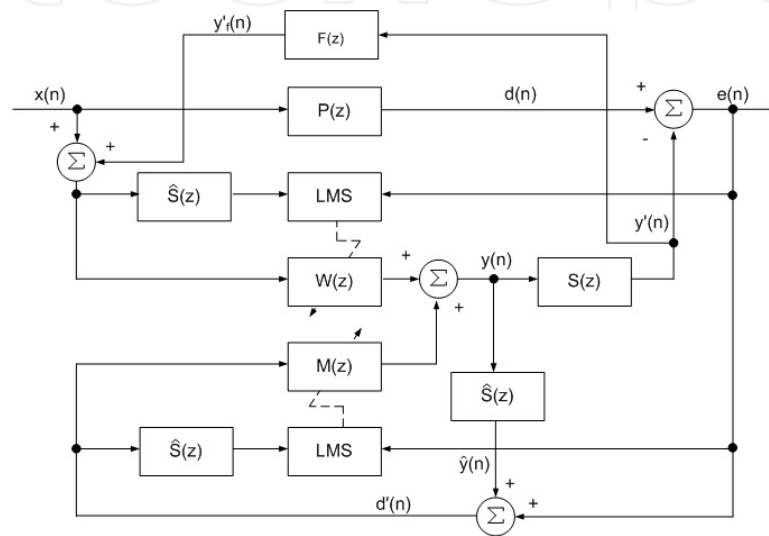 y'f(n)
F(z)
x(n)
d(n)
e(n)
+
P(z)
Σ
+
+
-
Σ
Ŝ(z)
LMS
y'(n)
+
y(n)
W(z)
Σ
S(z)
+
M(z)
Ŝ(z)
Ŝ(z)
LMS
ŷ(n)
+
d'(n)
+
Σ